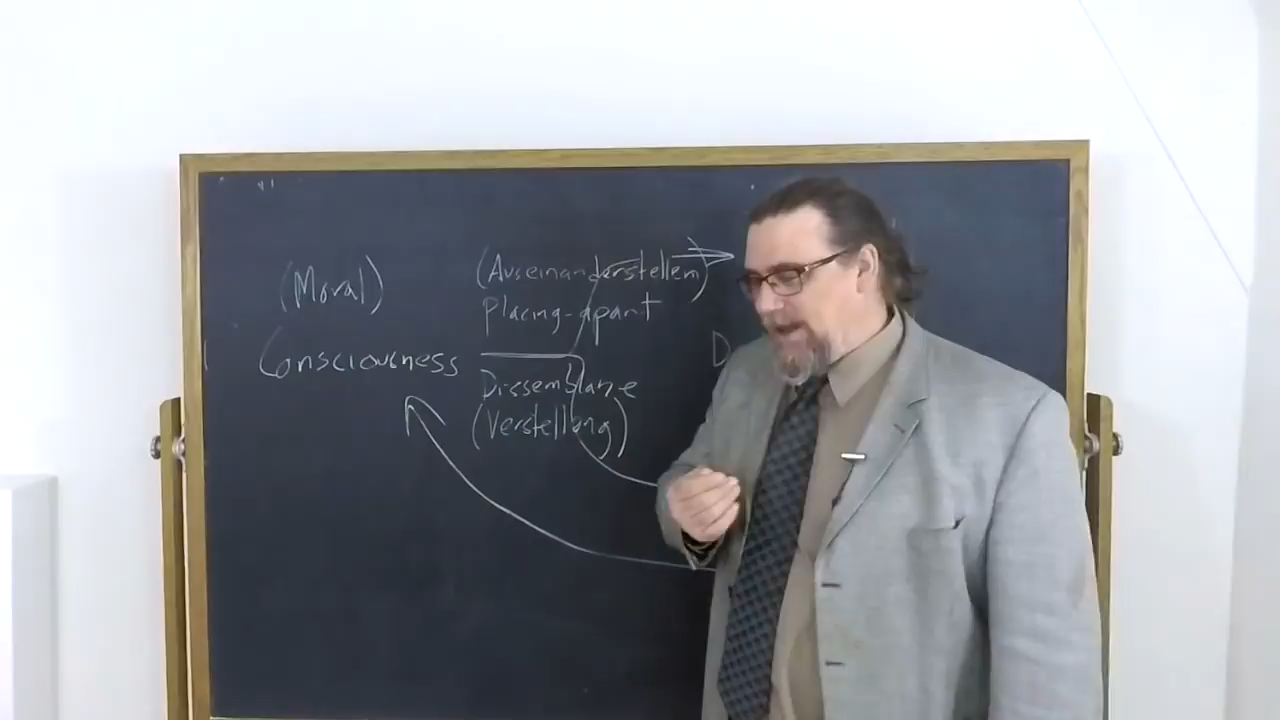 (Moral)
Consciousness
(Auseinanderstellen)
Placing-apart
Dissemblance
(Verstellung)
D